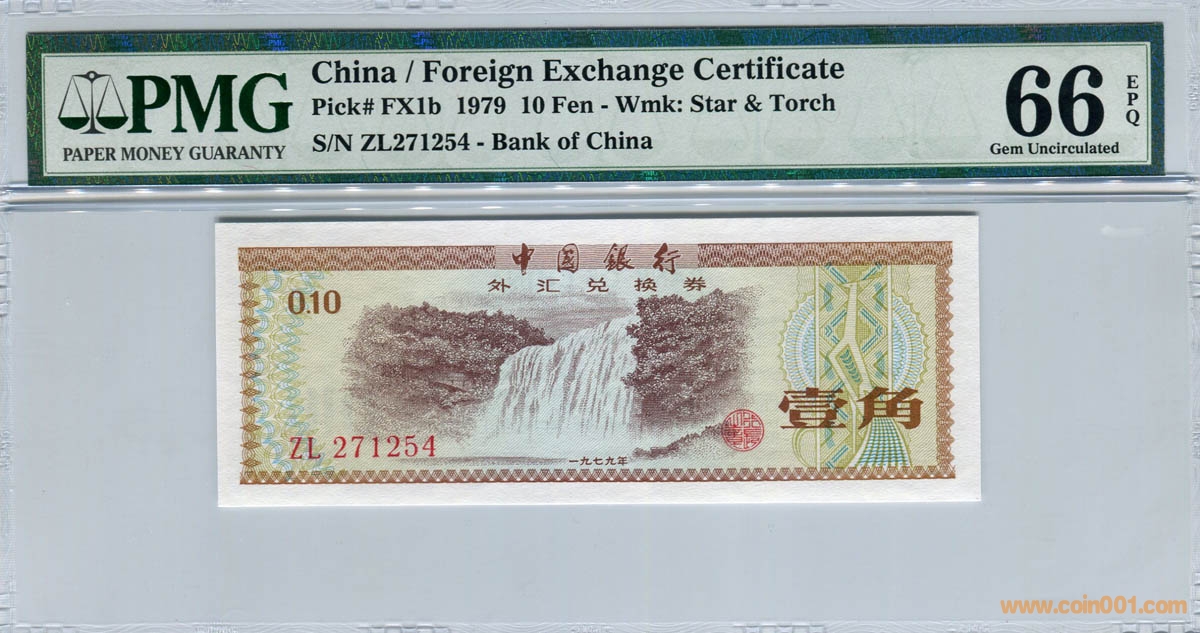 PMG
PAPER MONEY GUARANTY
China / Foreign Exchange Certificate
Pick# FX1b 1979 10 Fen - Wmk: Star & Torch
S/N ZL271254 - Bank of China
66
EPQ
Gem Uncirculated
中国银行
外汇兑换券
0.10
壹角
ZL 271254
一九七九年
www.coin001.com